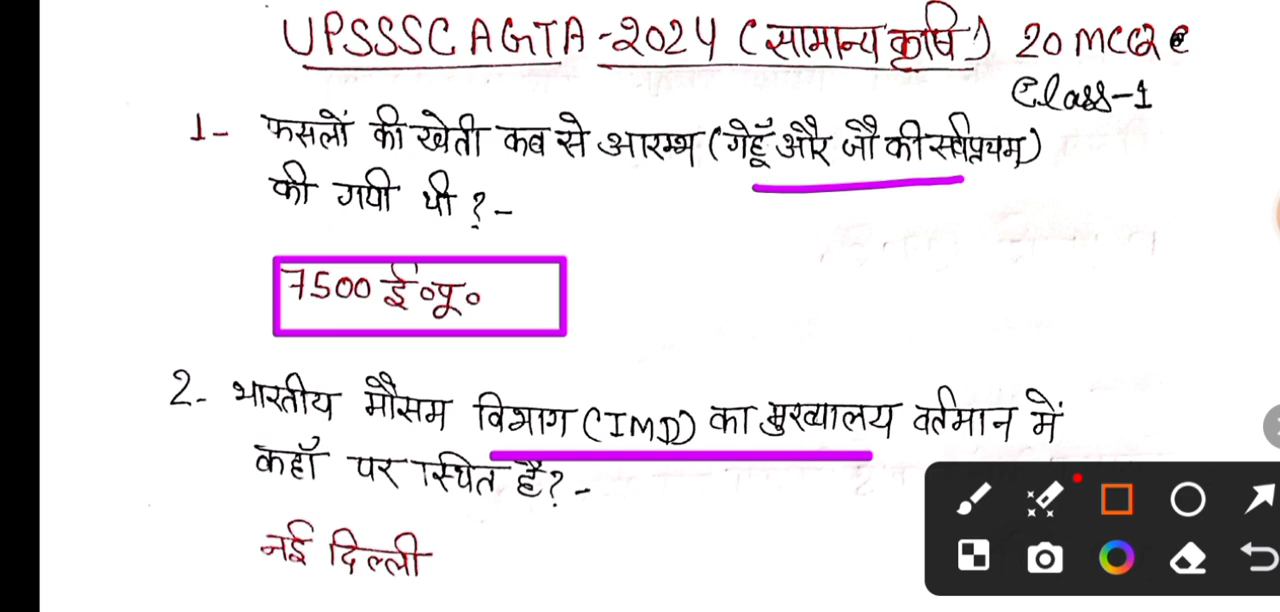 UPSSSC AGTA-2024 (सामान्य कृषि) 20 MCQ
Class-1
1- फसलों की खेती कब से आरम्भ (गेहूँ और जौ की सर्वप्रथम)
की गयी थी?-
7500 ई०पू०
2- भारतीय मौसम विभाग (IMD) का मुख्यालय वर्तमान में
कहाँ पर स्थित है?-
नई दिल्ली